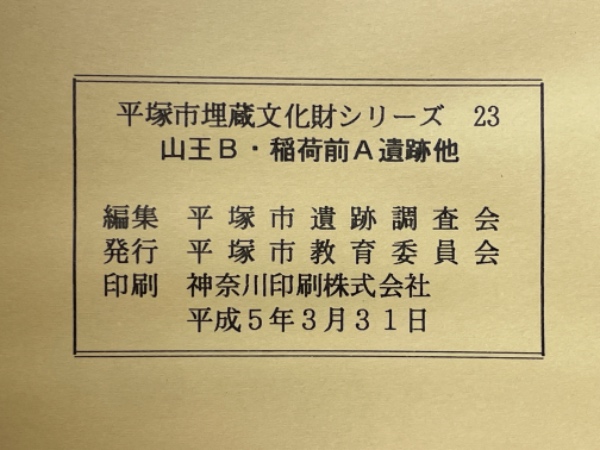 平塚市埋蔵文化財シリーズ 23
山王B・稲荷前A遺跡他
編集 平塚市遺跡調査会
発行 平塚市教育委員会
印刷 神奈川印刷株式会社
平成5年3月31日